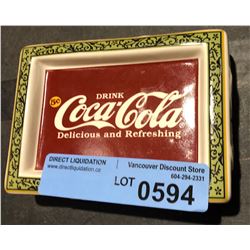 DRINK
5¢
Coca-Cola
Delicious and Refreshing
DIRECT LIQUIDATION
www.directliquidation.ca
Vancouver Discount Store
604-294-2331
LOT 0594